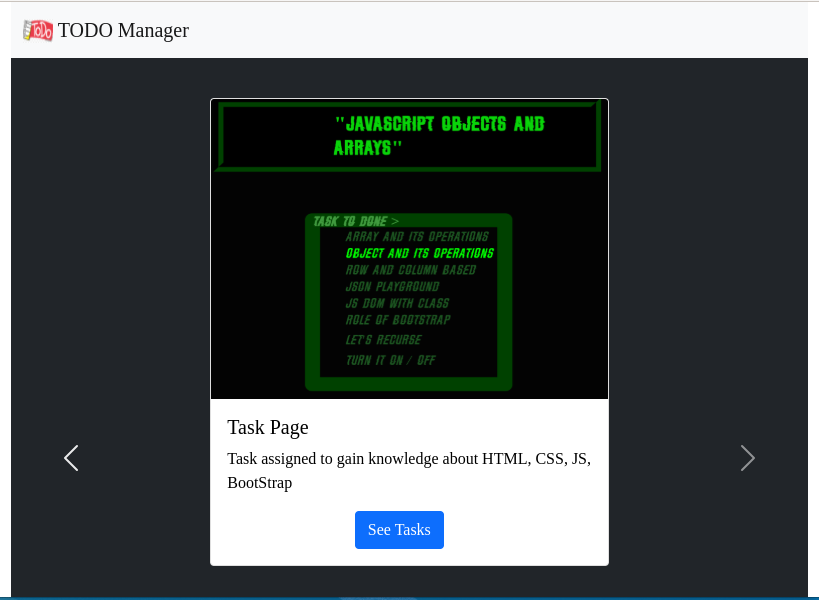 ToDo TODO Manager
"JAVASCRIPT OBJECTS AND
ARRAYS"
TASK TO DONE >
ARRAY AND ITS OPERATIONS
OBJECT AND ITS OPERATIONS
ROW AND COLUMN BASED
JSON PLAYGROUND
JS DOM WITH CLASS
ROLE OF BOOTSTRAP
LET'S RECURSE
TURN IT ON / OFF
Task Page
Task assigned to gain knowledge about HTML, CSS, JS,
BootStrap
See Tasks